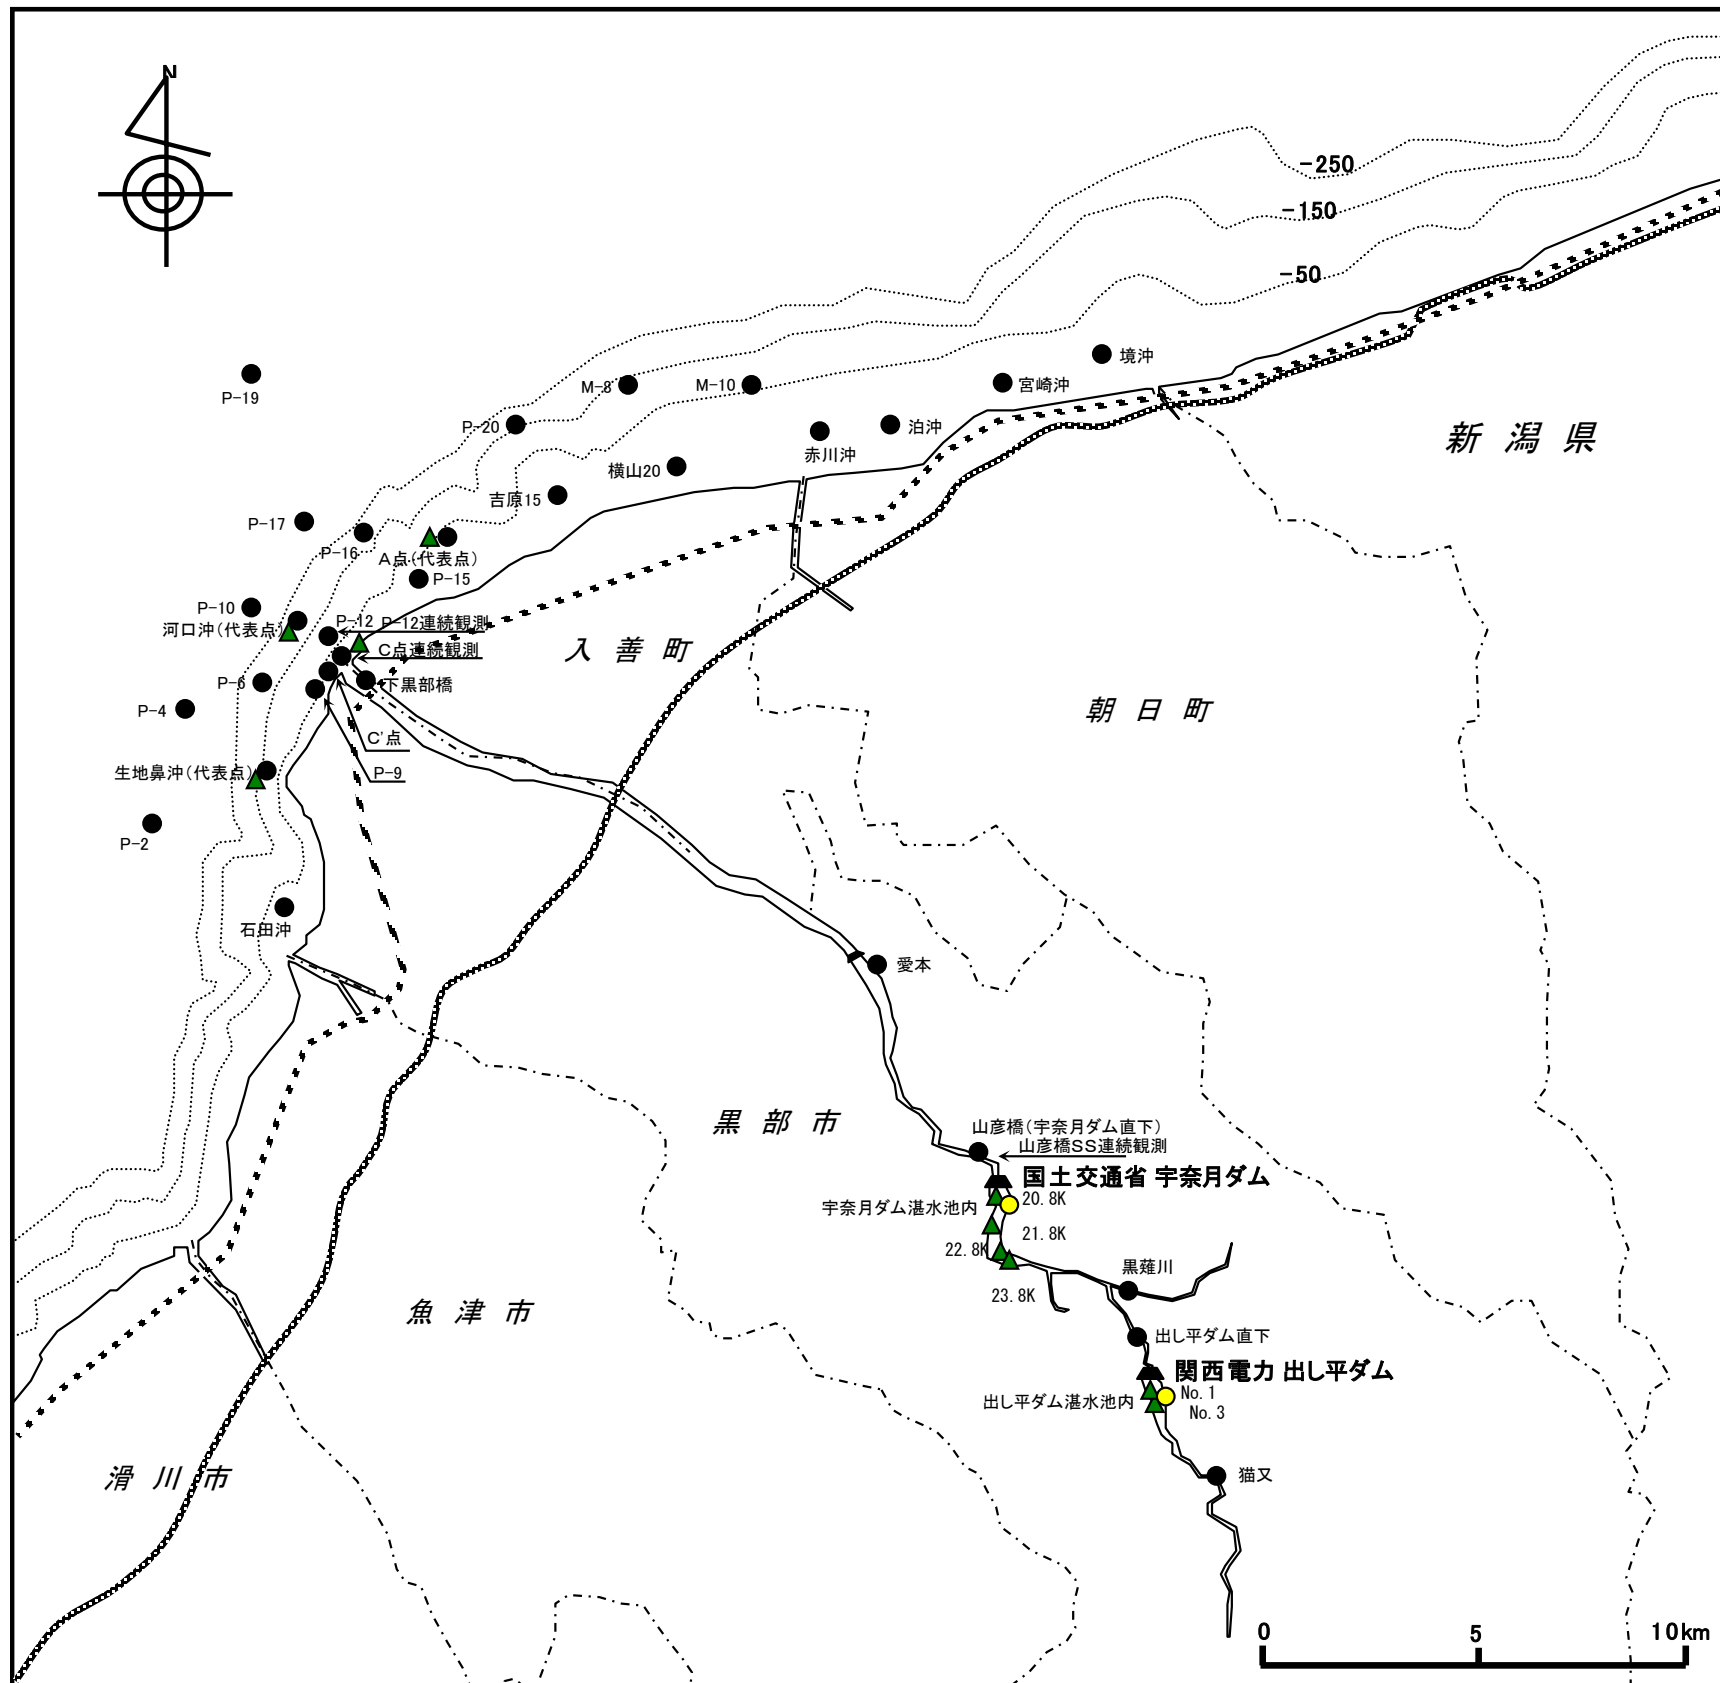 N
-250
-150
-50
境沖
宮崎沖
P-19
M-8
M-10
P-20
泊沖
赤川沖
新潟県
横山20
吉原15
P-17
P-16
A点(代表点)
P-15
P-10
P-12
P-12連続観測
河口沖(代表点)
C点連続観測
入善町
P-6
下黒部橋
P-4
朝日町
C'点
生地鼻沖(代表点)
P-9
P-2
石田沖
愛本
黒部市
山彦橋(宇奈月ダム直下)
山彦橋SS連続観測
国土交通省 宇奈月ダム
20.8K
宇奈月ダム湛水池内
21.8K
22.8K
黒薙川
23.8K
魚津市
出し平ダム直下
関西電力 出し平ダム
No.1
出し平ダム湛水池内
No.3
滑川市
猫又
0 5 10km